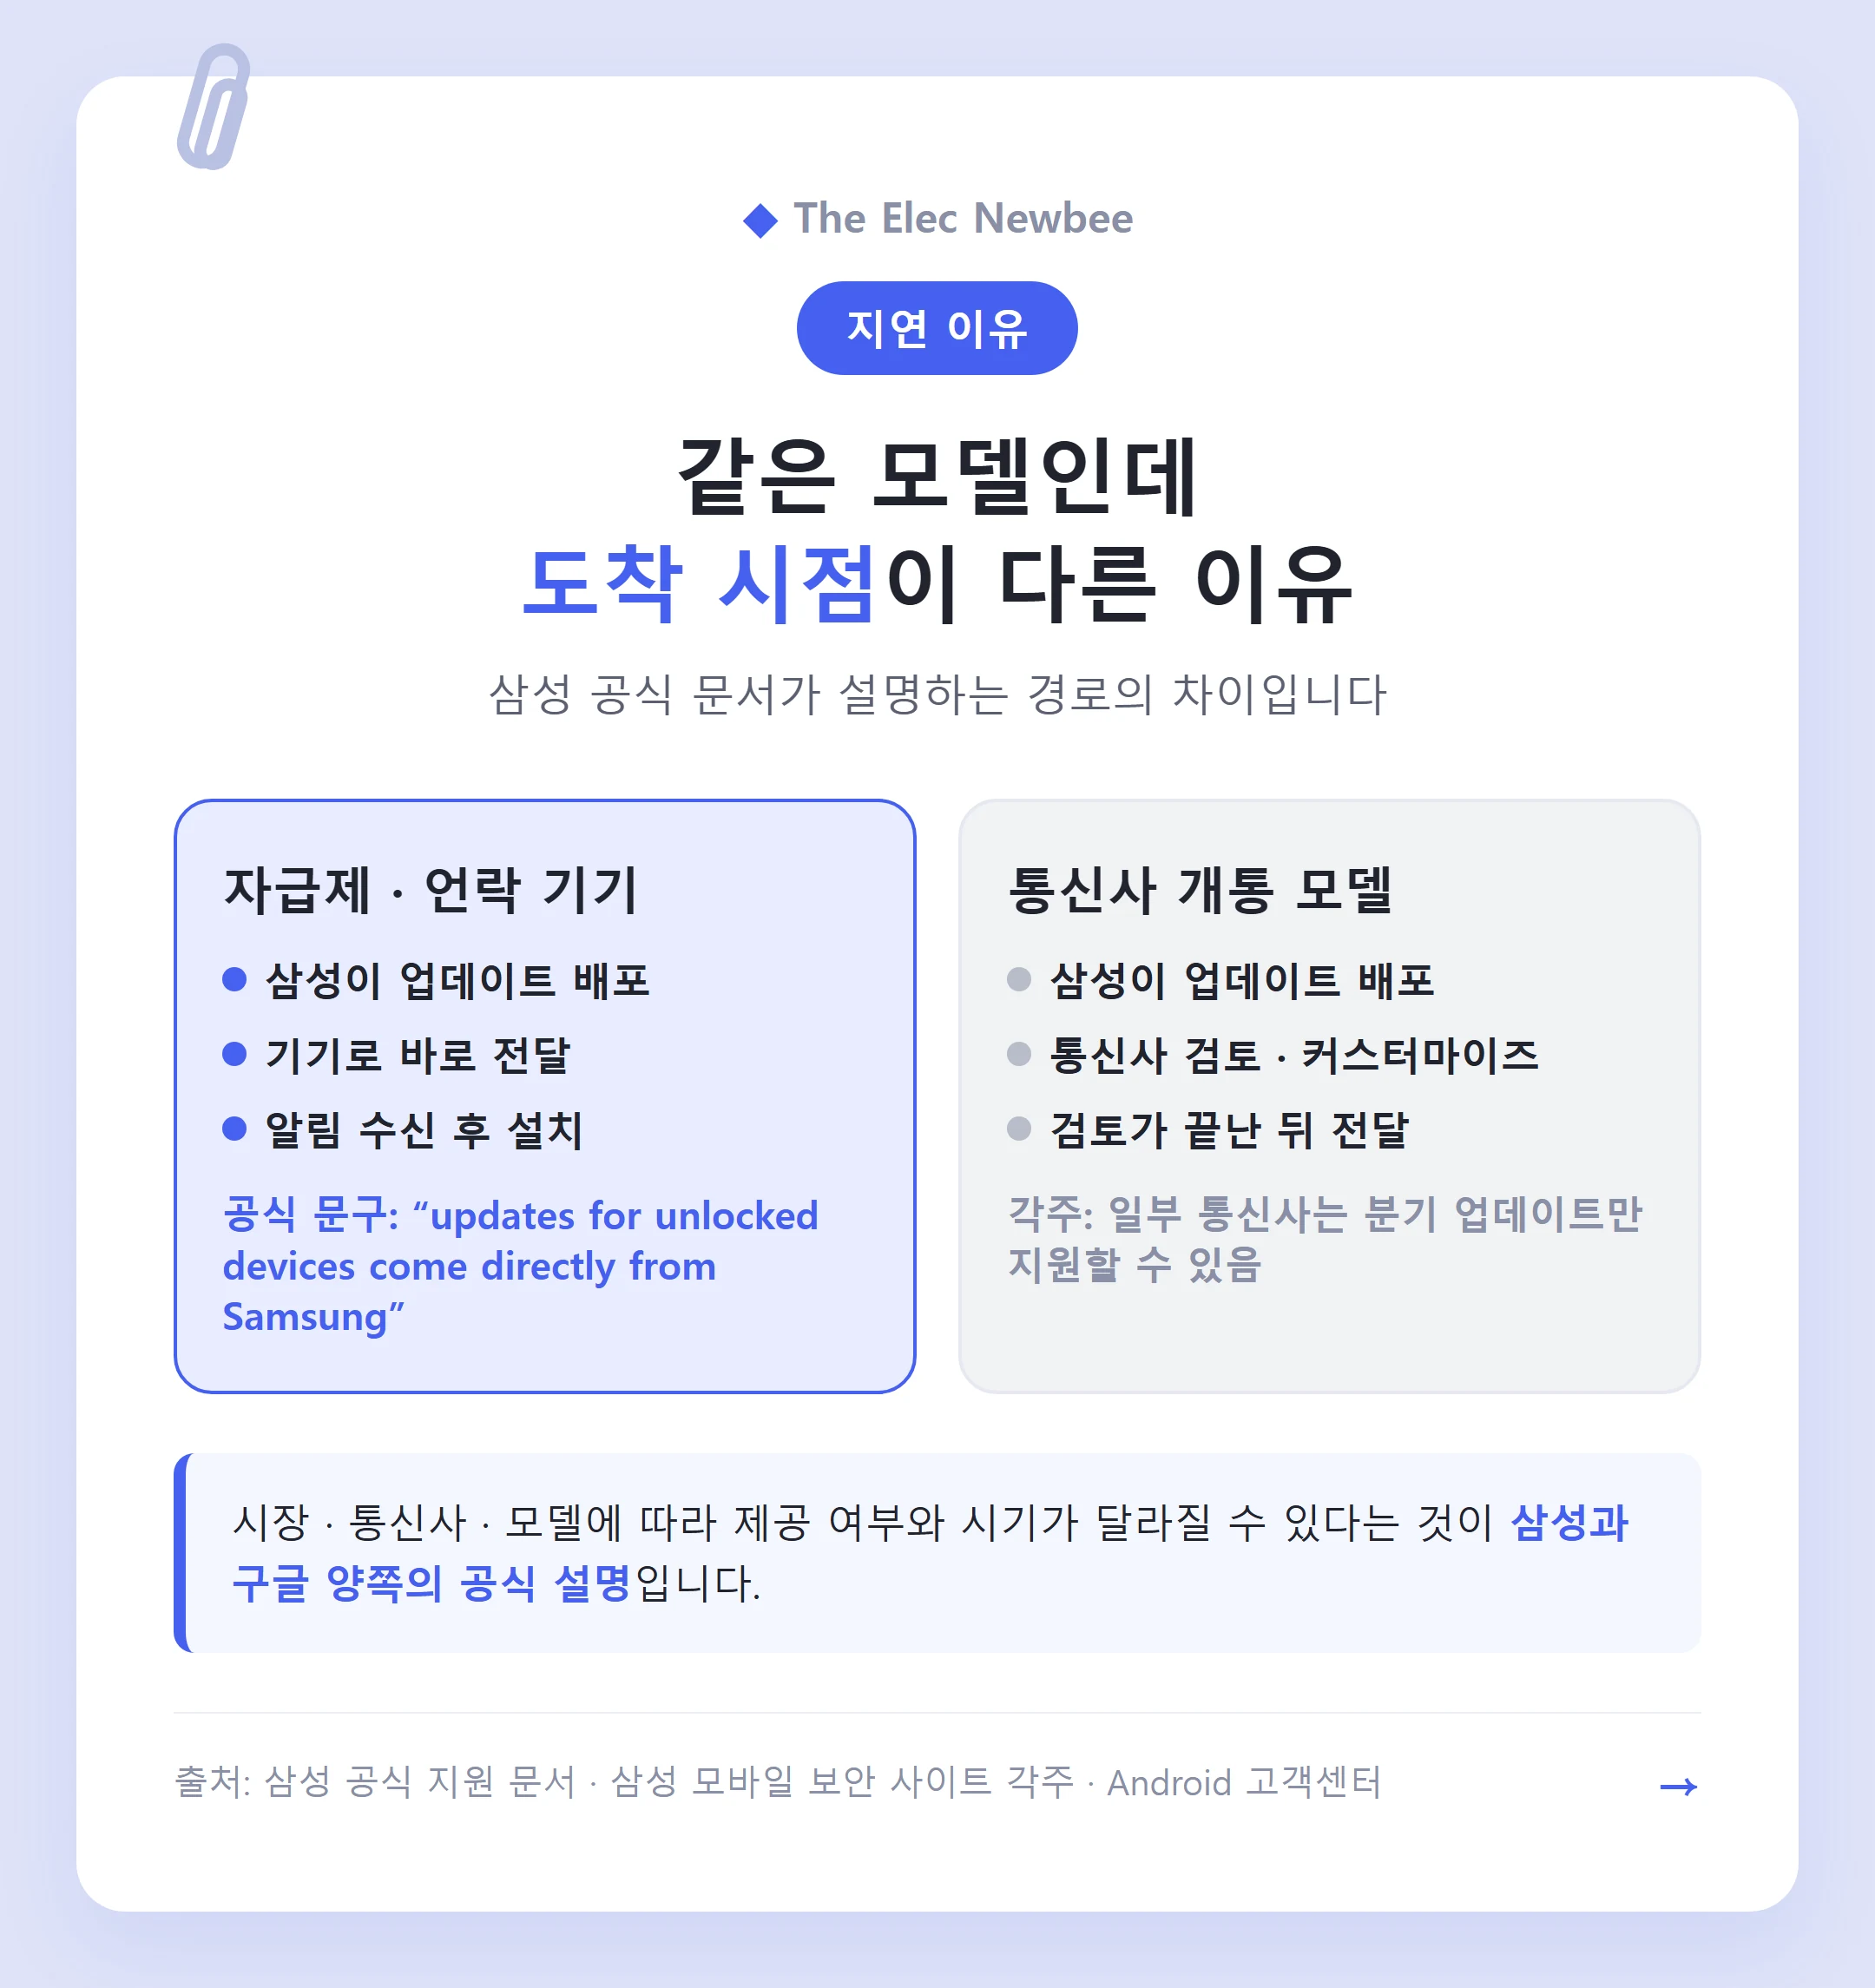 The Elec Newbee
지연 이유
같은 모델인데
도착 시점이 다른 이유
삼성 공식 문서가 설명하는 경로의 차이입니다
자급제 · 언락 기기
삼성이 업데이트 배포
기기로 바로 전달
알림 수신 후 설치
공식 문구: “updates for unlocked
devices come directly from
Samsung”
통신사 개통 모델
삼성이 업데이트 배포
통신사 검토 · 커스터마이즈
검토가 끝난 뒤 전달
각주: 일부 통신사는 분기 업데이트만
지원할 수 있음
시장 · 통신사 · 모델에 따라 제공 여부와 시기가 달라질 수 있다는 것이 삼성과
구글 양쪽의 공식 설명입니다.
출처: 삼성 공식 지원 문서 · 삼성 모바일 보안 사이트 각주 · Android 고객센터 →